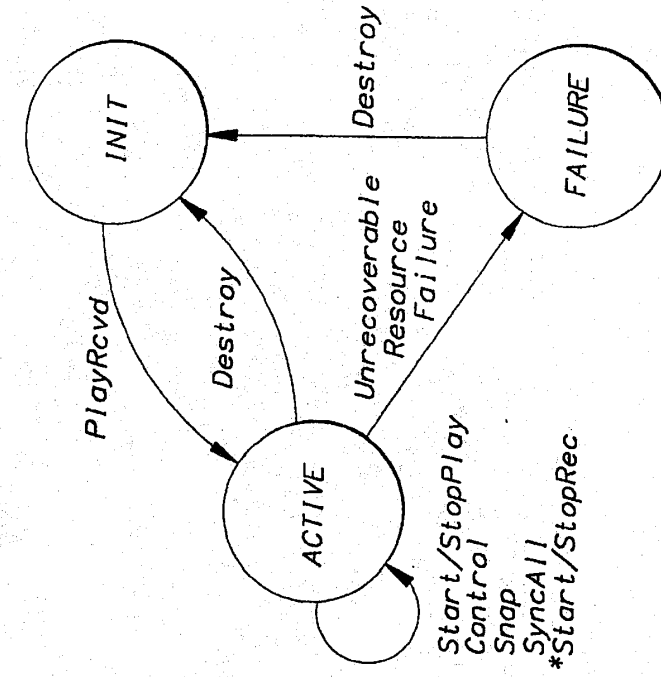 INIT
PlayRcvd
Destroy
Destroy
ACTIVE
Unrecoverable
Resource
Failure
FAILURE
Start/StopPlay
Control
Snap
SyncAll
*Start/StopRec